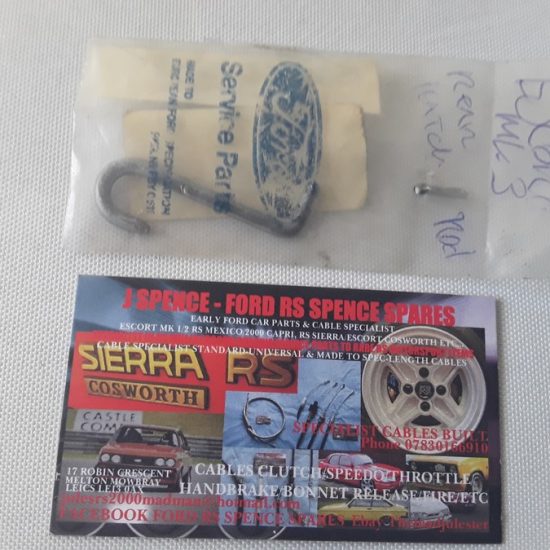 Ford
Service Parts
MADE TO
Escort
Mk 3
Rear
Latch
Rod
J SPENCE - FORD RS SPENCE SPARES
EARLY FORD CAR PARTS & CABLE SPECIALIST
ESCORT MK 1/2 RS MEXICO/2000 CAPRI, RS SIERRA/ESCORT COSWORTH ETC
CABLE SPECIALIST/STANDARD-UNIVERSAL & MADE TO SPEC-LENGTH CABLES
SIERRA RS
COSWORTH
CASTLE
SPECIALIST CABLES BUILT
Phone 07830166910
17 ROBIN CRESCENT
MELTON MOWBRAY
LEICS
CABLES CLUTCH/SPEEDO/THROTTLE
HANDBRAKE/BONNET RELEASE/FIRE/ETC
FACEBOOK FORD RS SPENCE SPARES